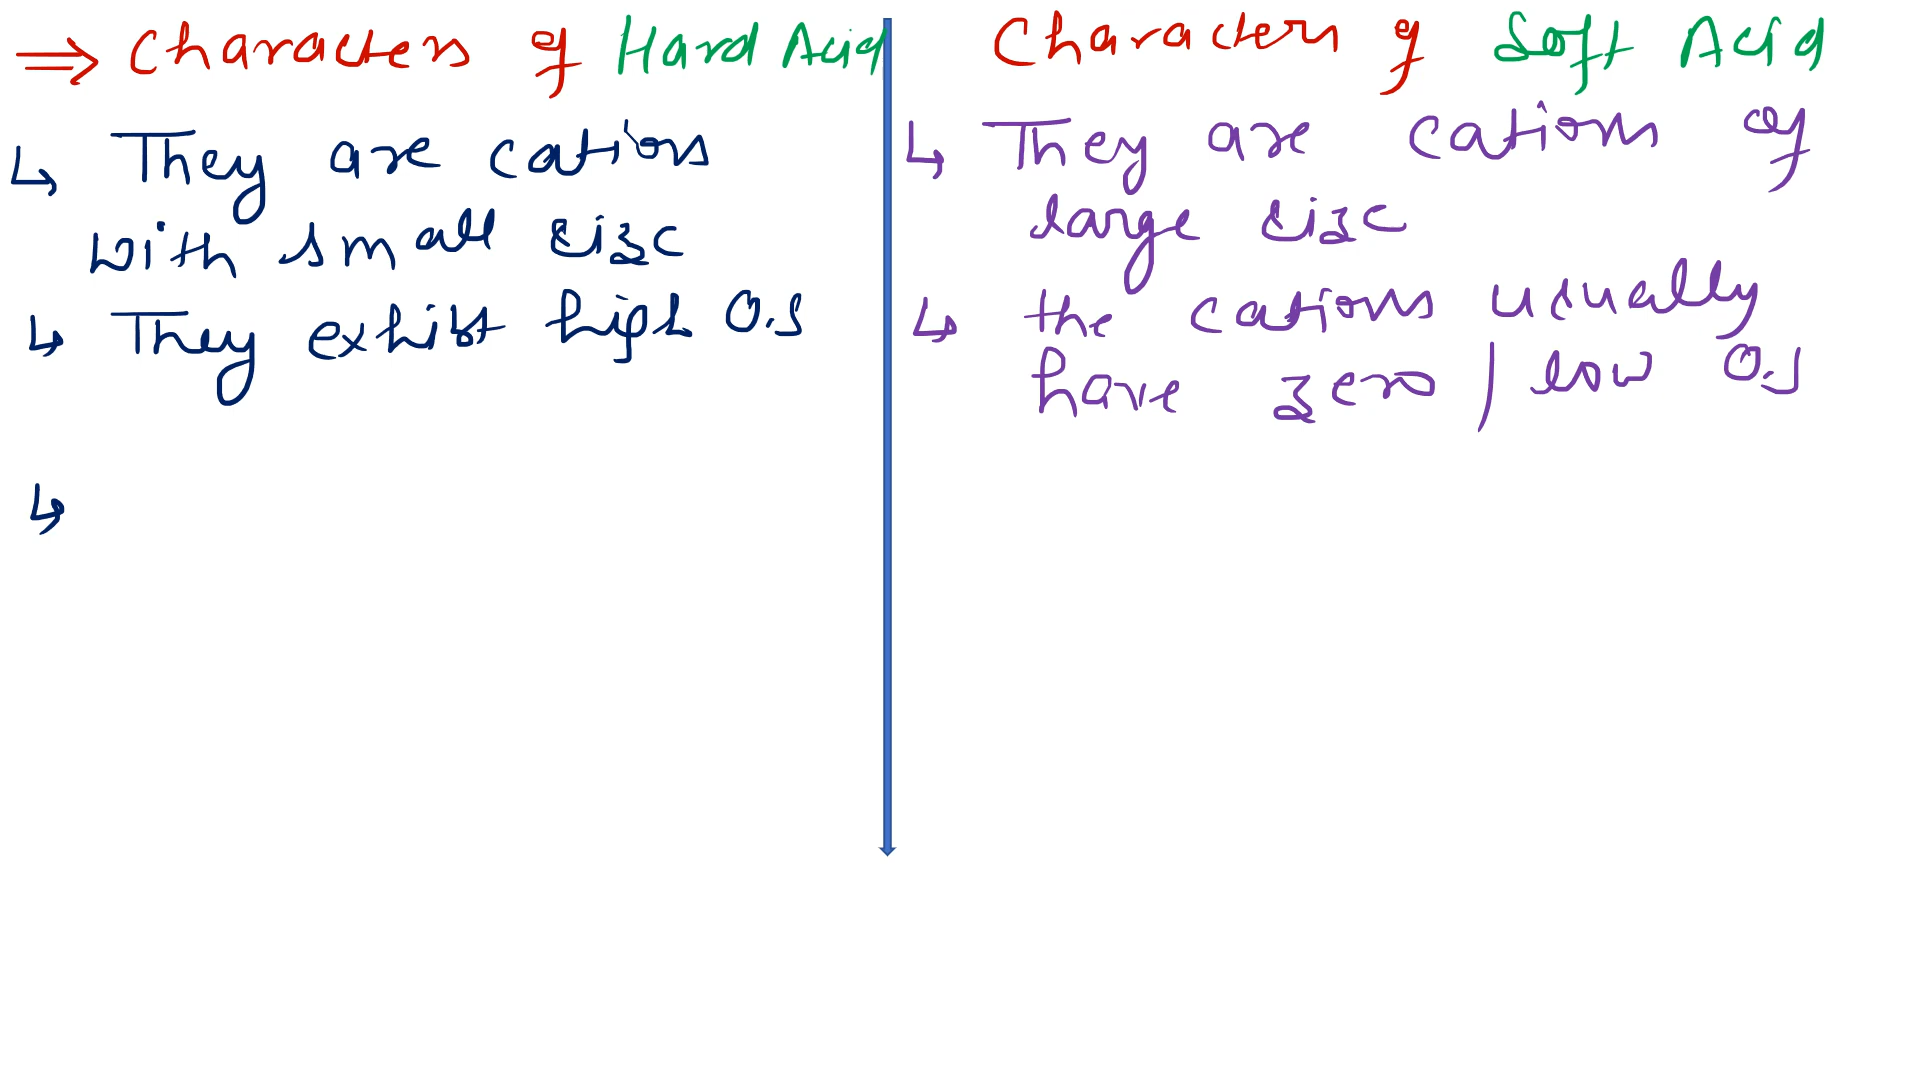 ⇒ Characters of Hard Acid
↳ They are cations
with small size
↳ They exhist high O.S
↳
Characters of Soft Acid
↳ They are cations of
large size
↳ the cations usually
have zero / low O.S